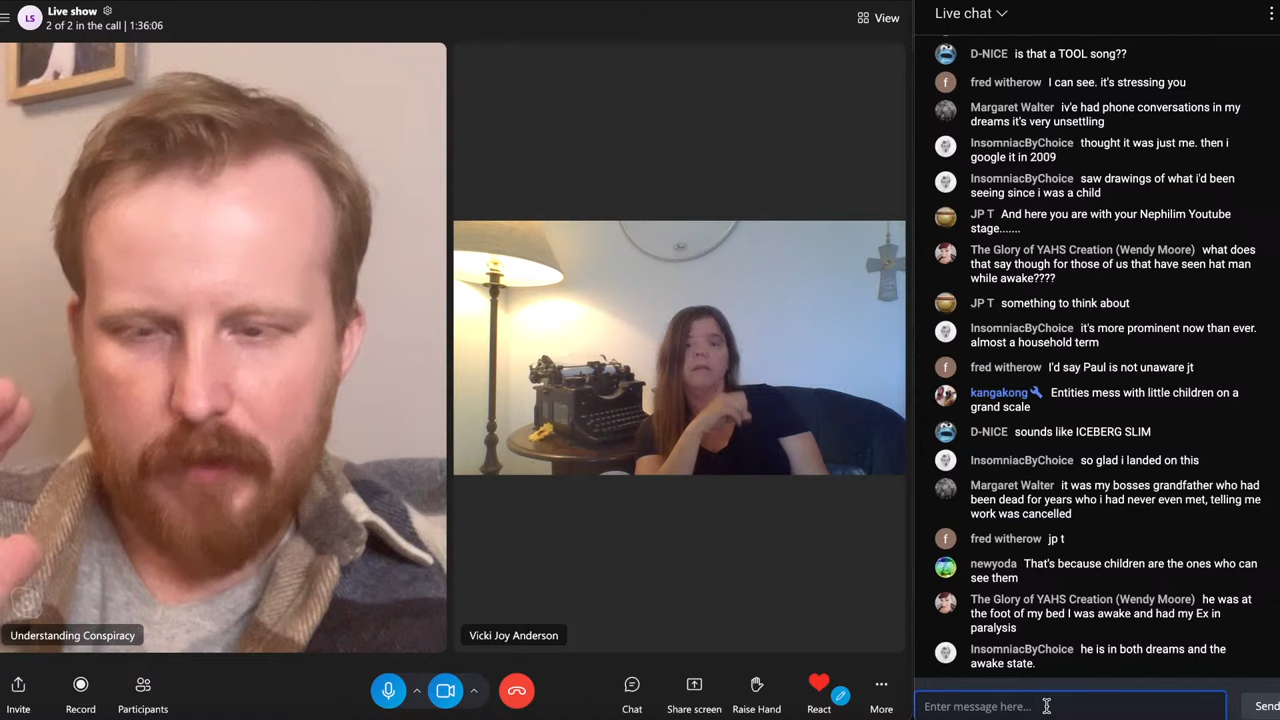 LS
Live show
2 of 2 in the call | 1:36:06
View
Understanding Conspiracy
Vicki Joy Anderson
Invite
Record
Participants
Chat
Share screen
Raise Hand
React
More
Live chat
D-NICE is that a TOOL song??
f
fred witherow I can see. it's stressing you
Margaret Walter iv'e had phone conversations in my
dreams it's very unsettling
InsomniacByChoice thought it was just me. then i
google it in 2009
InsomniacByChoice saw drawings of what i'd been
seeing since i was a child
JP T And here you are with your Nephilim Youtube
stage.......
The Glory of YAHS Creation (Wendy Moore) what does
that say though for those of us that have seen hat man
while awake????
JP T something to think about
InsomniacByChoice it's more prominent now than ever.
almost a household term
f
fred witherow I'd say Paul is not unaware jt
kangakong Entities mess with little children on a
grand scale
D-NICE sounds like ICEBERG SLIM
InsomniacByChoice so glad i landed on this
Margaret Walter it was my bosses grandfather who had
been dead for years who i had never even met, telling me
work was cancelled
f
fred witherow jp t
newyoda That's because children are the ones who can
see them
The Glory of YAHS Creation (Wendy Moore) he was at
the foot of my bed I was awake and had my Ex in
paralysis
InsomniacByChoice he is in both dreams and the
awake state.
Enter message here...
Send